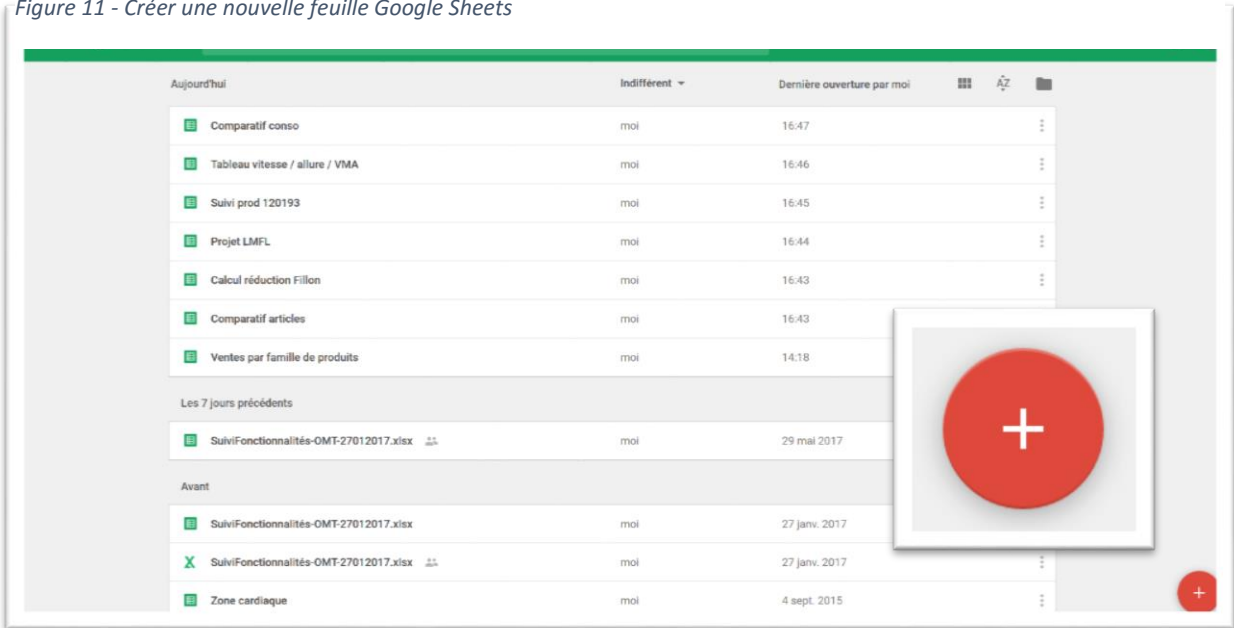 Figure 11 - Créer une nouvelle feuille Google Sheets
Aujourd'hui Indifférent Dernière ouverture par moi AZ
Comparatif conso moi 16:47
Tableau vitesse / allure / VMA moi 16:46
Suivi prod 120193 moi 16:45
Projet LMFL moi 16:44
Calcul réduction Fillon moi 16:43
Comparatif articles moi 16:43
Ventes par famille de produits moi 14:18
Les 7 jours précédents
SuiviFonctionnalités-OMT-27012017.xlsx moi 29 mai 2017
Avant
SuiviFonctionnalités-OMT-27012017.xlsx moi 27 janv. 2017
SuiviFonctionnalités-OMT-27012017.xlsx moi 27 janv. 2017
Zone cardiaque moi 4 sept. 2015